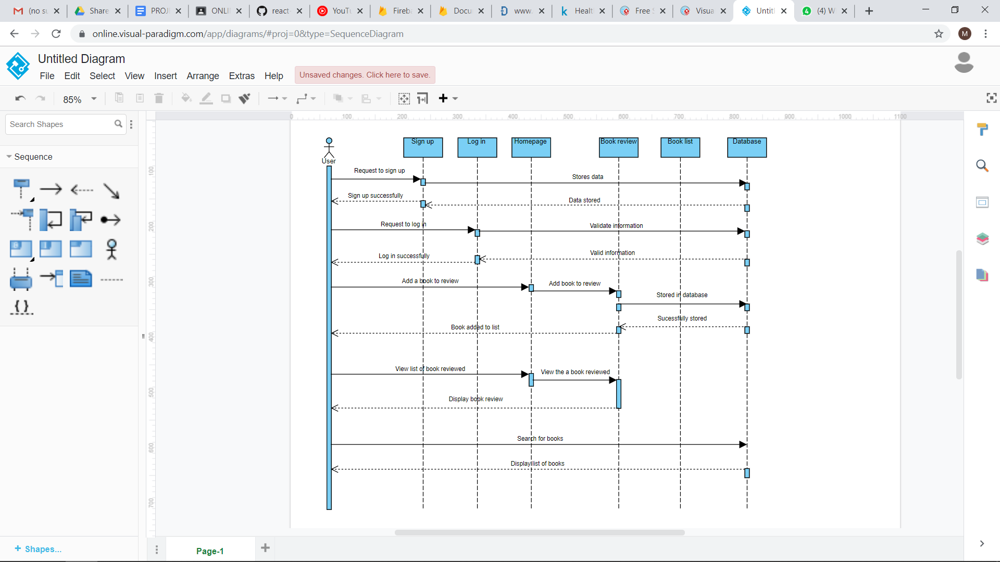 (no su
Share
PROJ
ONLI
react-
YouTu
Fireba
Docu
www.
Healt
Free S
Visua
Untitl
(4) W
online.visual-paradigm.com/app/diagrams/#proj=0&type=SequenceDiagram
M
Untitled Diagram
File Edit Select View Insert Arrange Extras Help
Unsaved changes. Click here to save.
85%
Search Shapes
Sequence
B
I
{ }
0 100 200 300 400 500 600 700 800 900 1000 1100
100
200
300
400
500
600
700
User
Sign up
Log in
Homepage
Book review
Book list
Database
Request to sign up
Stores data
Sign up successfully
Data stored
Request to log in
Validate information
Valid information
Log in successfully
Add a book to review
Add book to review
Stored in database
Sucessfully stored
Book added to list
View list of book reviewed
View the a book reviewed
Display book review
Search for books
Display list of books
+ Shapes...
Page-1